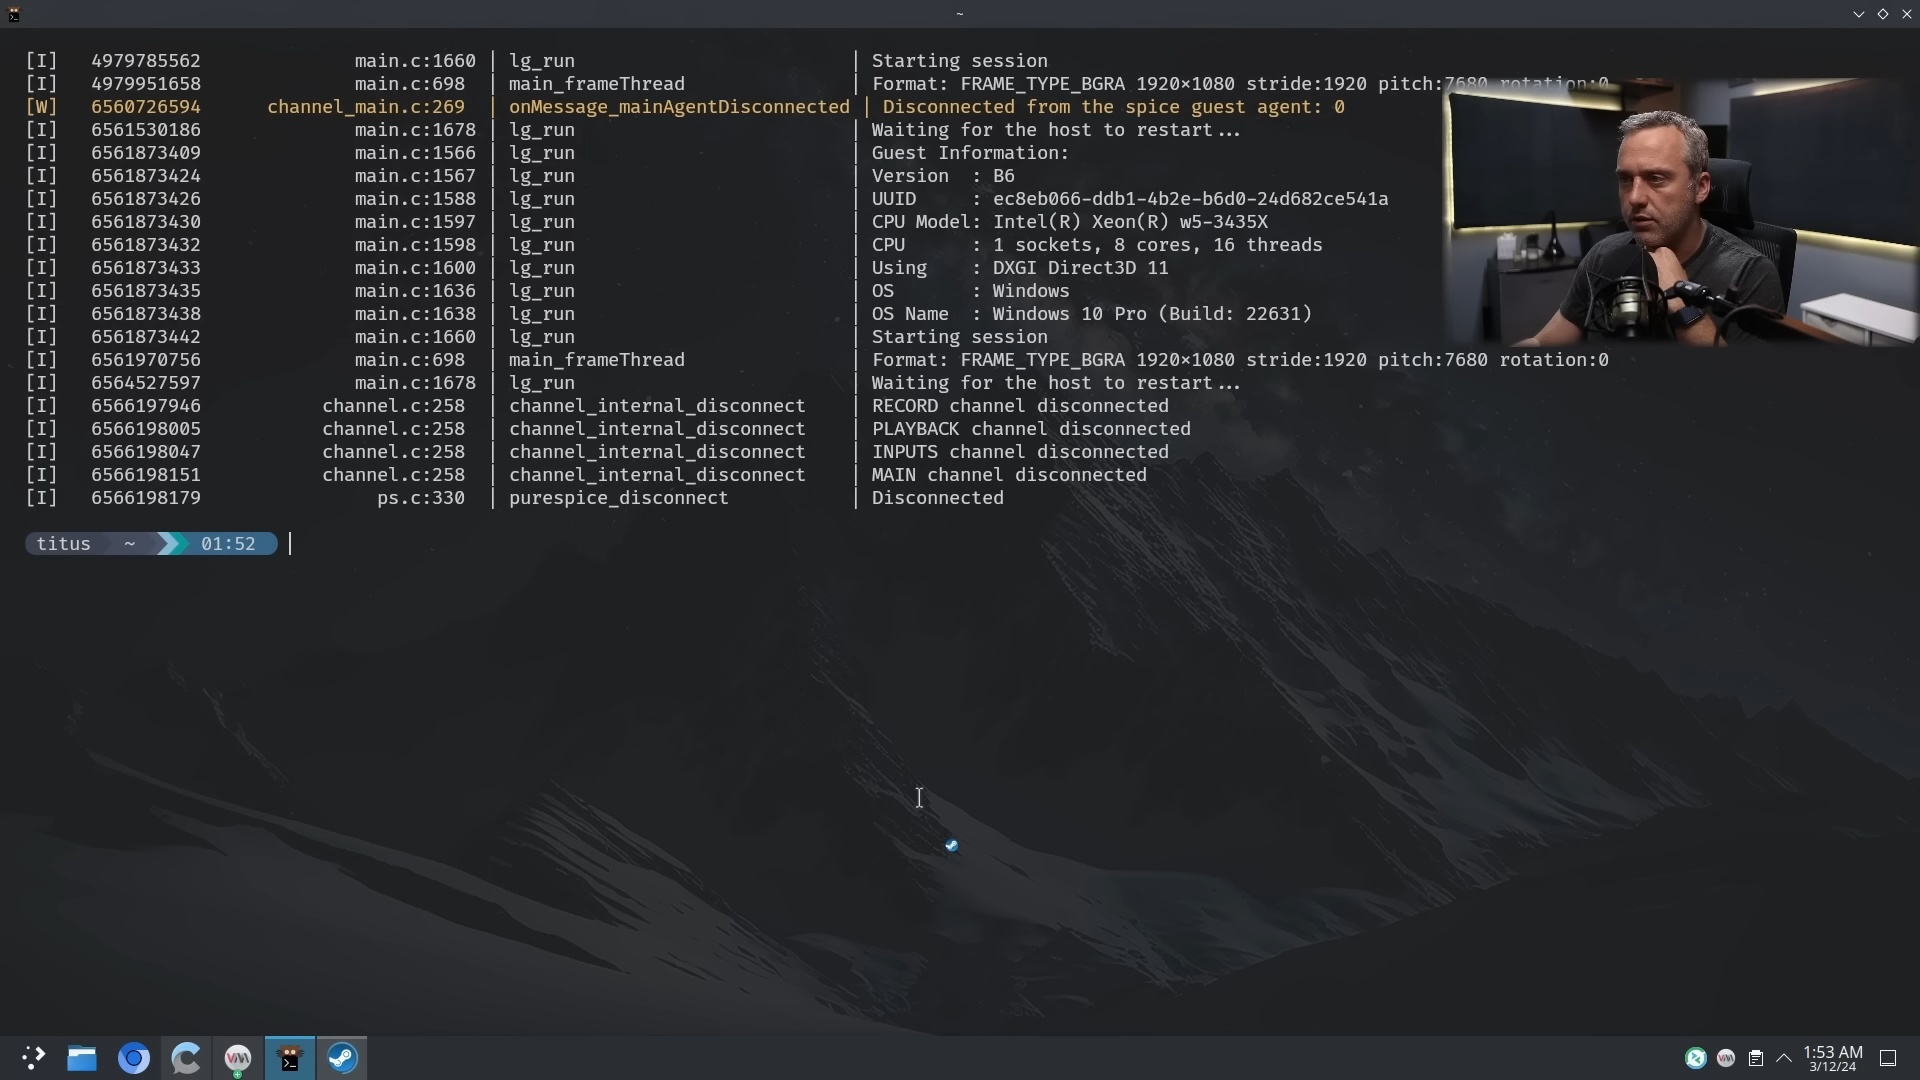 ~
[I] 4979785562 main.c:1660 | lg_run | Starting session
[I] 4979951658 main.c:698 | main_frameThread | Format: FRAME_TYPE_BGRA 1920×1080 stride:1920 pitch:7680 rotation:0
[W] 6560726594 channel_main.c:269 | onMessage_mainAgentDisconnected | Disconnected from the spice guest agent: 0
[I] 6561530186 main.c:1678 | lg_run | Waiting for the host to restart...
[I] 6561873409 main.c:1566 | lg_run | Guest Information:
[I] 6561873424 main.c:1567 | lg_run | Version : B6
[I] 6561873426 main.c:1588 | lg_run | UUID : ec8eb066-ddb1-4b2e-b6d0-24d682ce541a
[I] 6561873430 main.c:1597 | lg_run | CPU Model: Intel(R) Xeon(R) w5-3435X
[I] 6561873432 main.c:1598 | lg_run | CPU : 1 sockets, 8 cores, 16 threads
[I] 6561873433 main.c:1600 | lg_run | Using : DXGI Direct3D 11
[I] 6561873435 main.c:1636 | lg_run | OS : Windows
[I] 6561873438 main.c:1638 | lg_run | OS Name : Windows 10 Pro (Build: 22631)
[I] 6561873442 main.c:1660 | lg_run | Starting session
[I] 6561970756 main.c:698 | main_frameThread | Format: FRAME_TYPE_BGRA 1920×1080 stride:1920 pitch:7680 rotation:0
[I] 6564527597 main.c:1678 | lg_run | Waiting for the host to restart...
[I] 6566197946 channel.c:258 | channel_internal_disconnect | RECORD channel disconnected
[I] 6566198005 channel.c:258 | channel_internal_disconnect | PLAYBACK channel disconnected
[I] 6566198047 channel.c:258 | channel_internal_disconnect | INPUTS channel disconnected
[I] 6566198151 channel.c:258 | channel_internal_disconnect | MAIN channel disconnected
[I] 6566198179 ps.c:330 | purespice_disconnect | Disconnected
titus ~ 01:52
1:53 AM
3/12/24